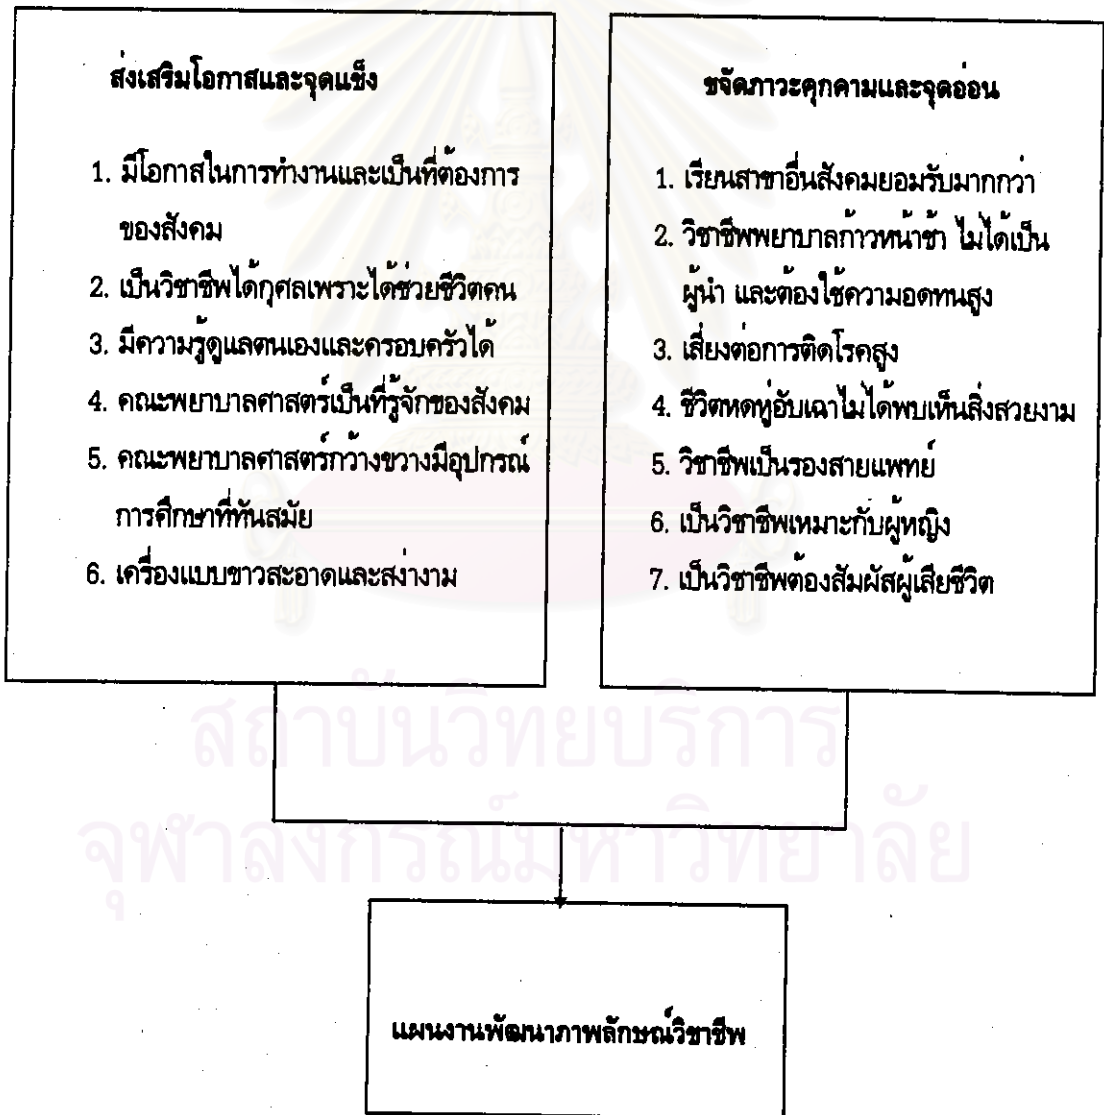 ส่งเสริมโอกาสและจุดแข็ง
1. มีโอกาสในการทำงานและเป็นที่ต้องการ
ของสังคม
2. เป็นวิชาชีพได้กุศลเพราะได้ช่วยชีวิตคน
3. มีความรู้ดูแลตนเองและครอบครัวได้
4. คณะพยาบาลศาสตร์เป็นที่รู้จักของสังคม
5. คณะพยาบาลศาสตร์กว้างขวางมีอุปกรณ์
การศึกษาที่ทันสมัย
6. เครื่องแบบขาวสะอาดและสง่างาม
ขจัดภาวะคุกคามและจุดอ่อน
1. เรียนสาขาอื่นสังคมยอมรับมากกว่า
2. วิชาชีพพยาบาลก้าวหน้าช้า ไม่ได้เป็น
ผู้นำ และต้องใช้ความอดทนสูง
3. เสี่ยงต่อการติดโรคสูง
4. ชีวิตหดหู่อับเฉาไม่ได้พบเห็นสิ่งสวยงาม
5. วิชาชีพเป็นรองสายแพทย์
6. เป็นวิชาชีพเหมาะกับผู้หญิง
7. เป็นวิชาชีพต้องสัมผัสผู้เสียชีวิต
สถาบันวิทยบริการ
จุฬาลงกรณ์มหาวิทยาลัย
แผนงานพัฒนาภาพลักษณ์วิชาชีพ